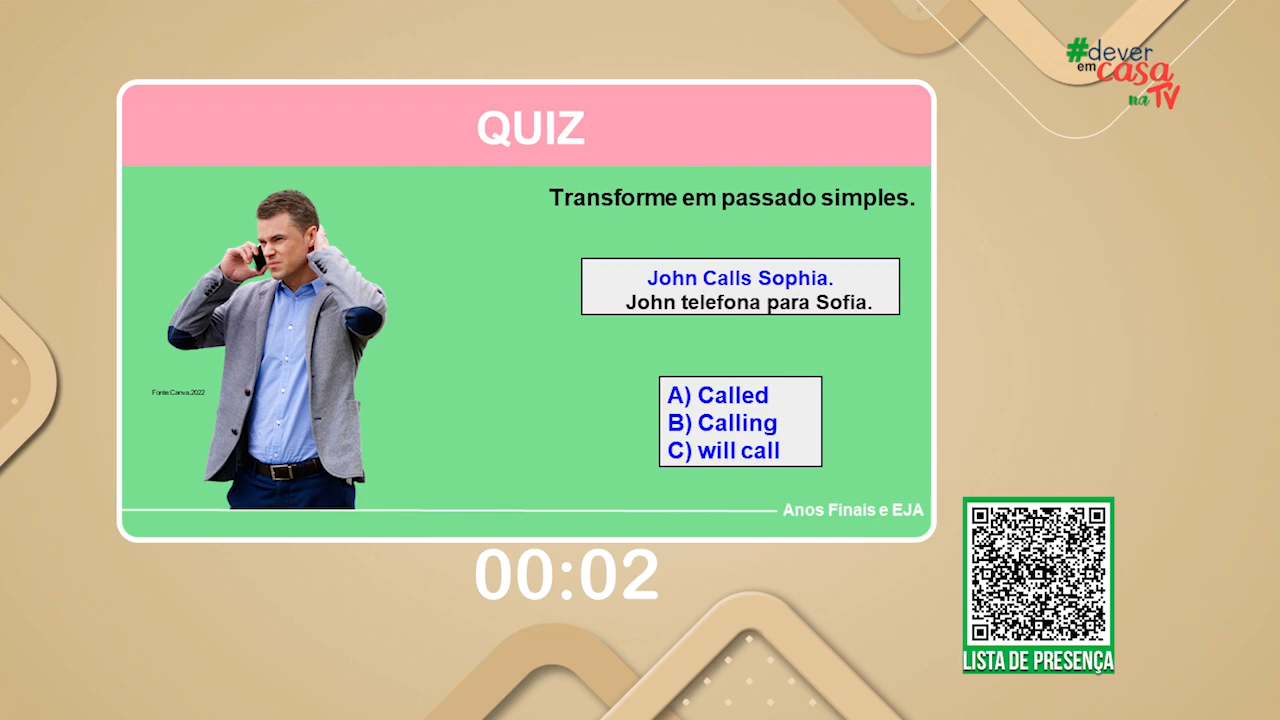 #dever
em casa
na TV
QUIZ
Transforme em passado simples.
John Calls Sophia.
John telefona para Sofia.
Fonte:Canva.2022
A) Called
B) Calling
C) will call
Anos Finais e EJA
00:02
LISTA DE PRESENÇA